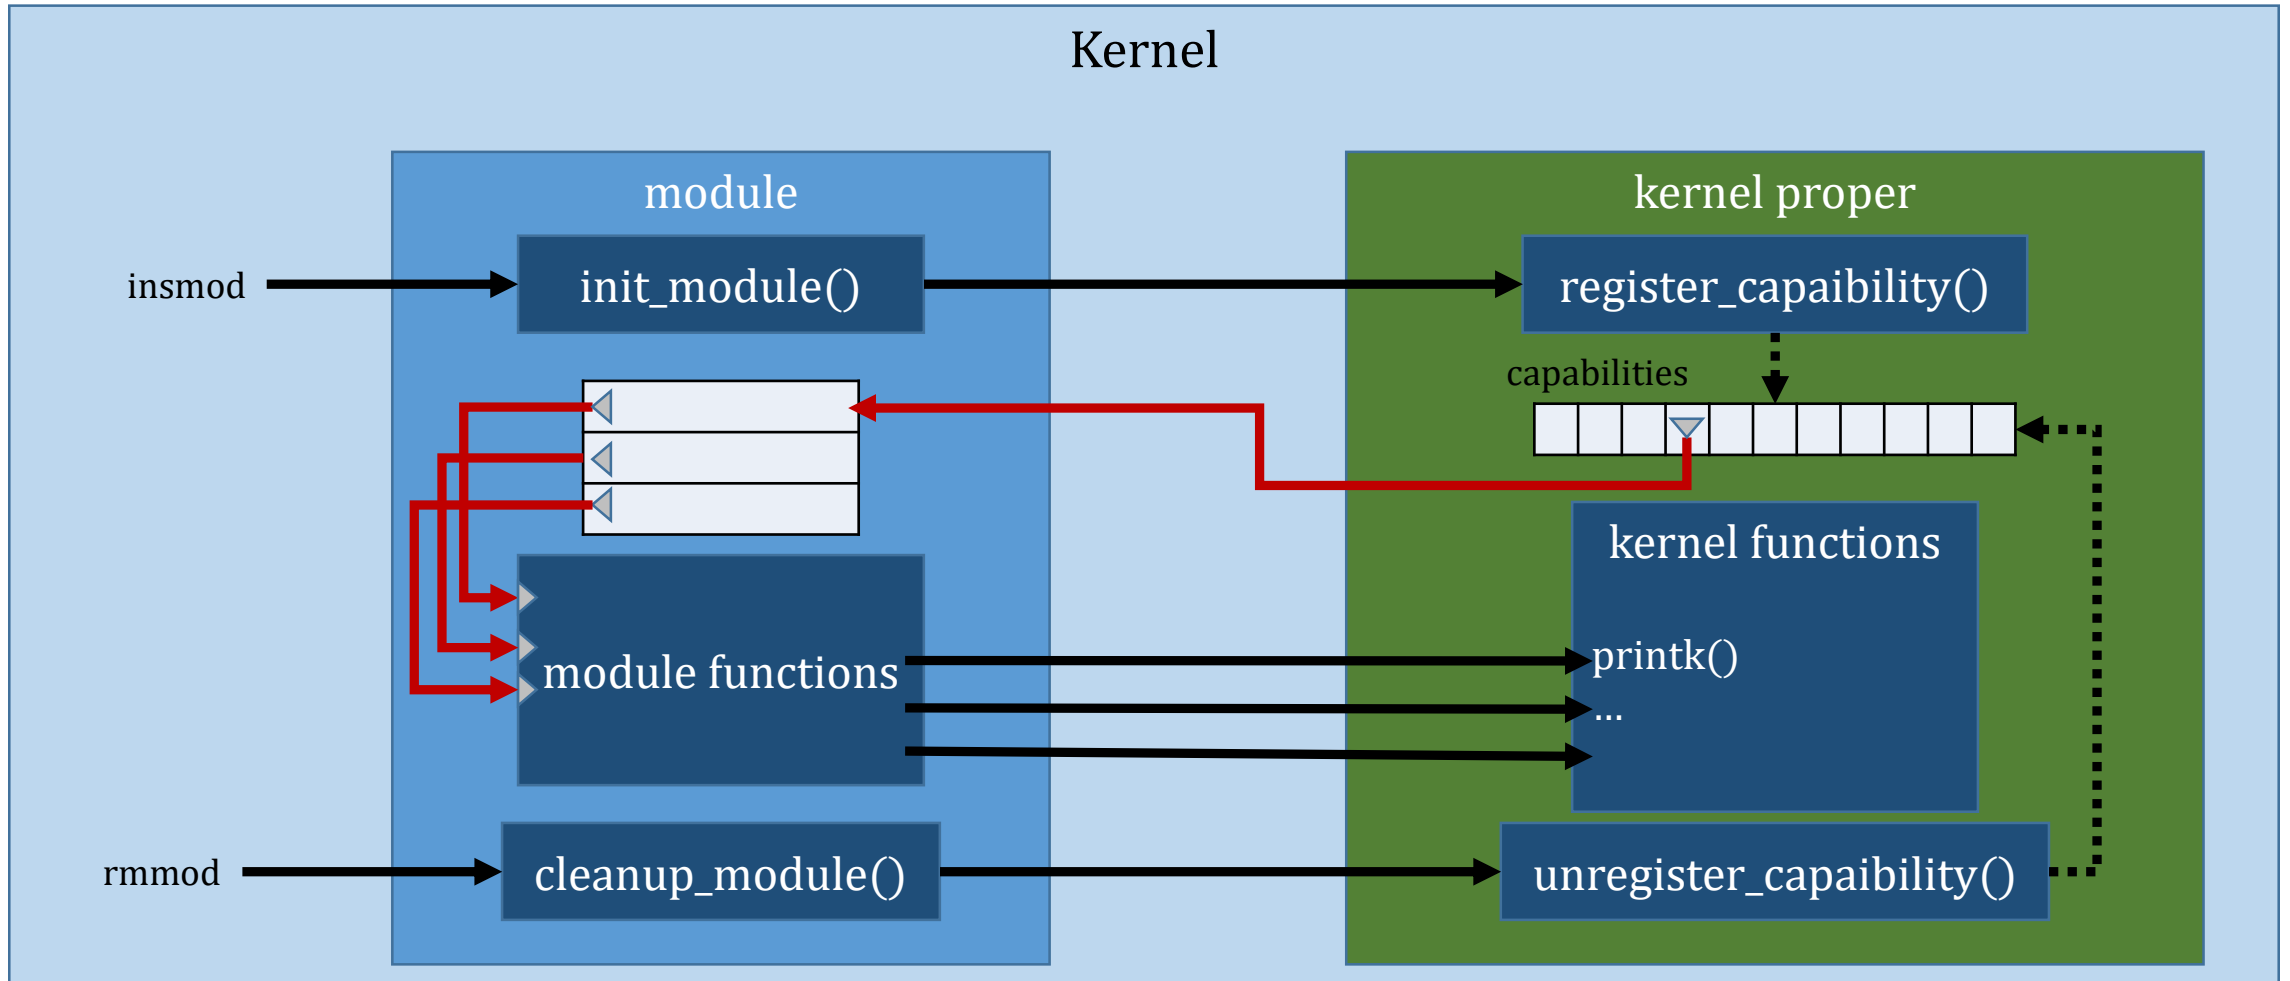 Kernel
module
kernel proper
insmod
init_module()
register_capaibility()
capabilities
kernel functions
printk()
...
module functions
rmmod
cleanup_module()
unregister_capaibility()